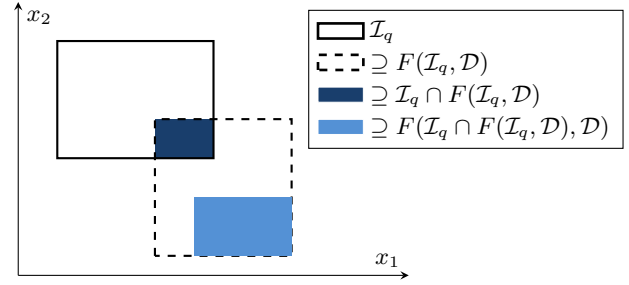 x₂
ℐ_q
⊇ F(ℐ_q, 𝒟)
⊇ ℐ_q ∩ F(ℐ_q, 𝒟)
⊇ F(ℐ_q ∩ F(ℐ_q, 𝒟), 𝒟)
x₁